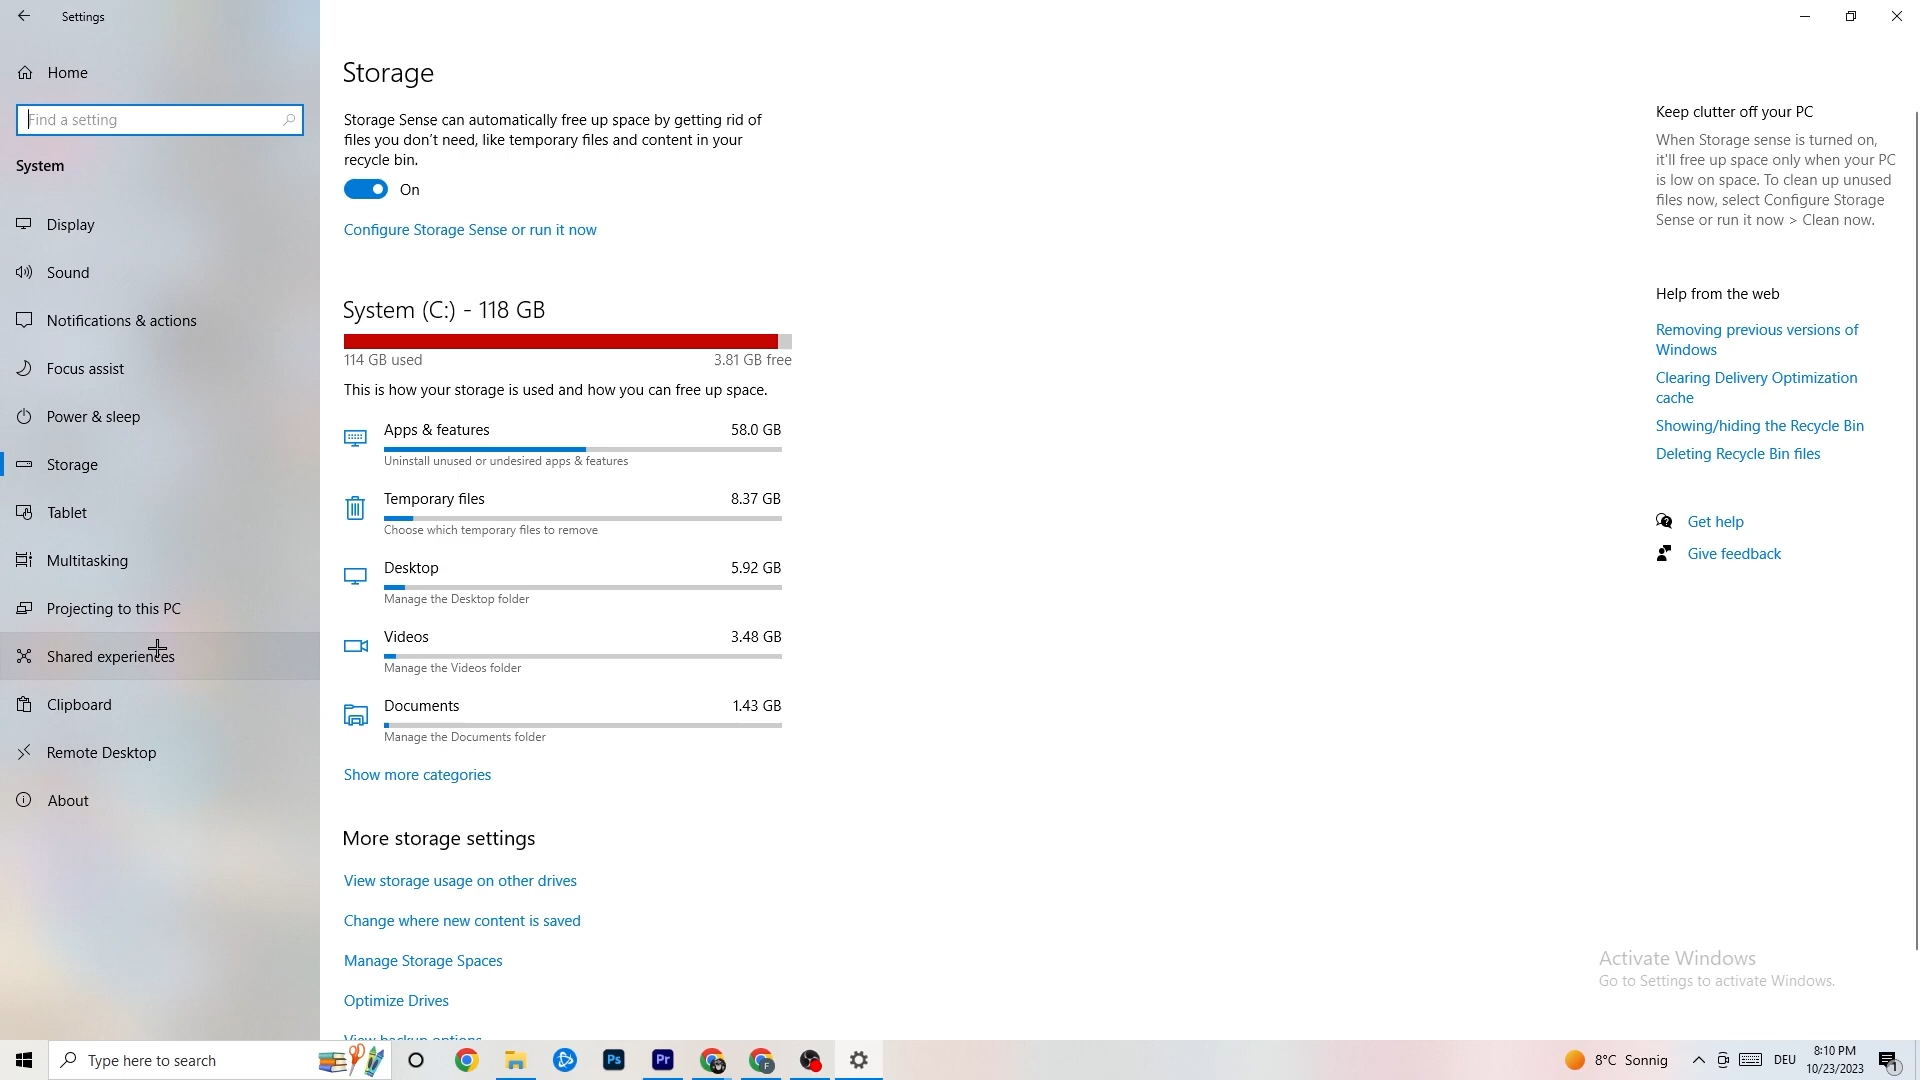 Settings
Home
Find a setting
System
Display
Sound
Notifications & actions
Focus assist
Power & sleep
Storage
Tablet
Multitasking
Projecting to this PC
Shared experiences
Clipboard
Remote Desktop
About
Storage
Storage Sense can automatically free up space by getting rid of
files you don’t need, like temporary files and content in your
recycle bin.
On
Configure Storage Sense or run it now
System (C:) - 118 GB
114 GB used 3.81 GB free
This is how your storage is used and how you can free up space.
Apps & features 58.0 GB
Uninstall unused or undesired apps & features
Temporary files 8.37 GB
Choose which temporary files to remove
Desktop 5.92 GB
Manage the Desktop folder
Videos 3.48 GB
Manage the Videos folder
Documents 1.43 GB
Manage the Documents folder
Show more categories
More storage settings
View storage usage on other drives
Change where new content is saved
Manage Storage Spaces
Optimize Drives
View backup options
Keep clutter off your PC
When Storage sense is turned on,
it'll free up space only when your PC
is low on space. To clean up unused
files now, select Configure Storage
Sense or run it now > Clean now.
Help from the web
Removing previous versions of
Windows
Clearing Delivery Optimization
cache
Showing/hiding the Recycle Bin
Deleting Recycle Bin files
Get help
Give feedback
Activate Windows
Go to Settings to activate Windows.
Type here to search
Ps
Pr
F
8°C Sonnig
DEU
8:10 PM
10/23/2023
1